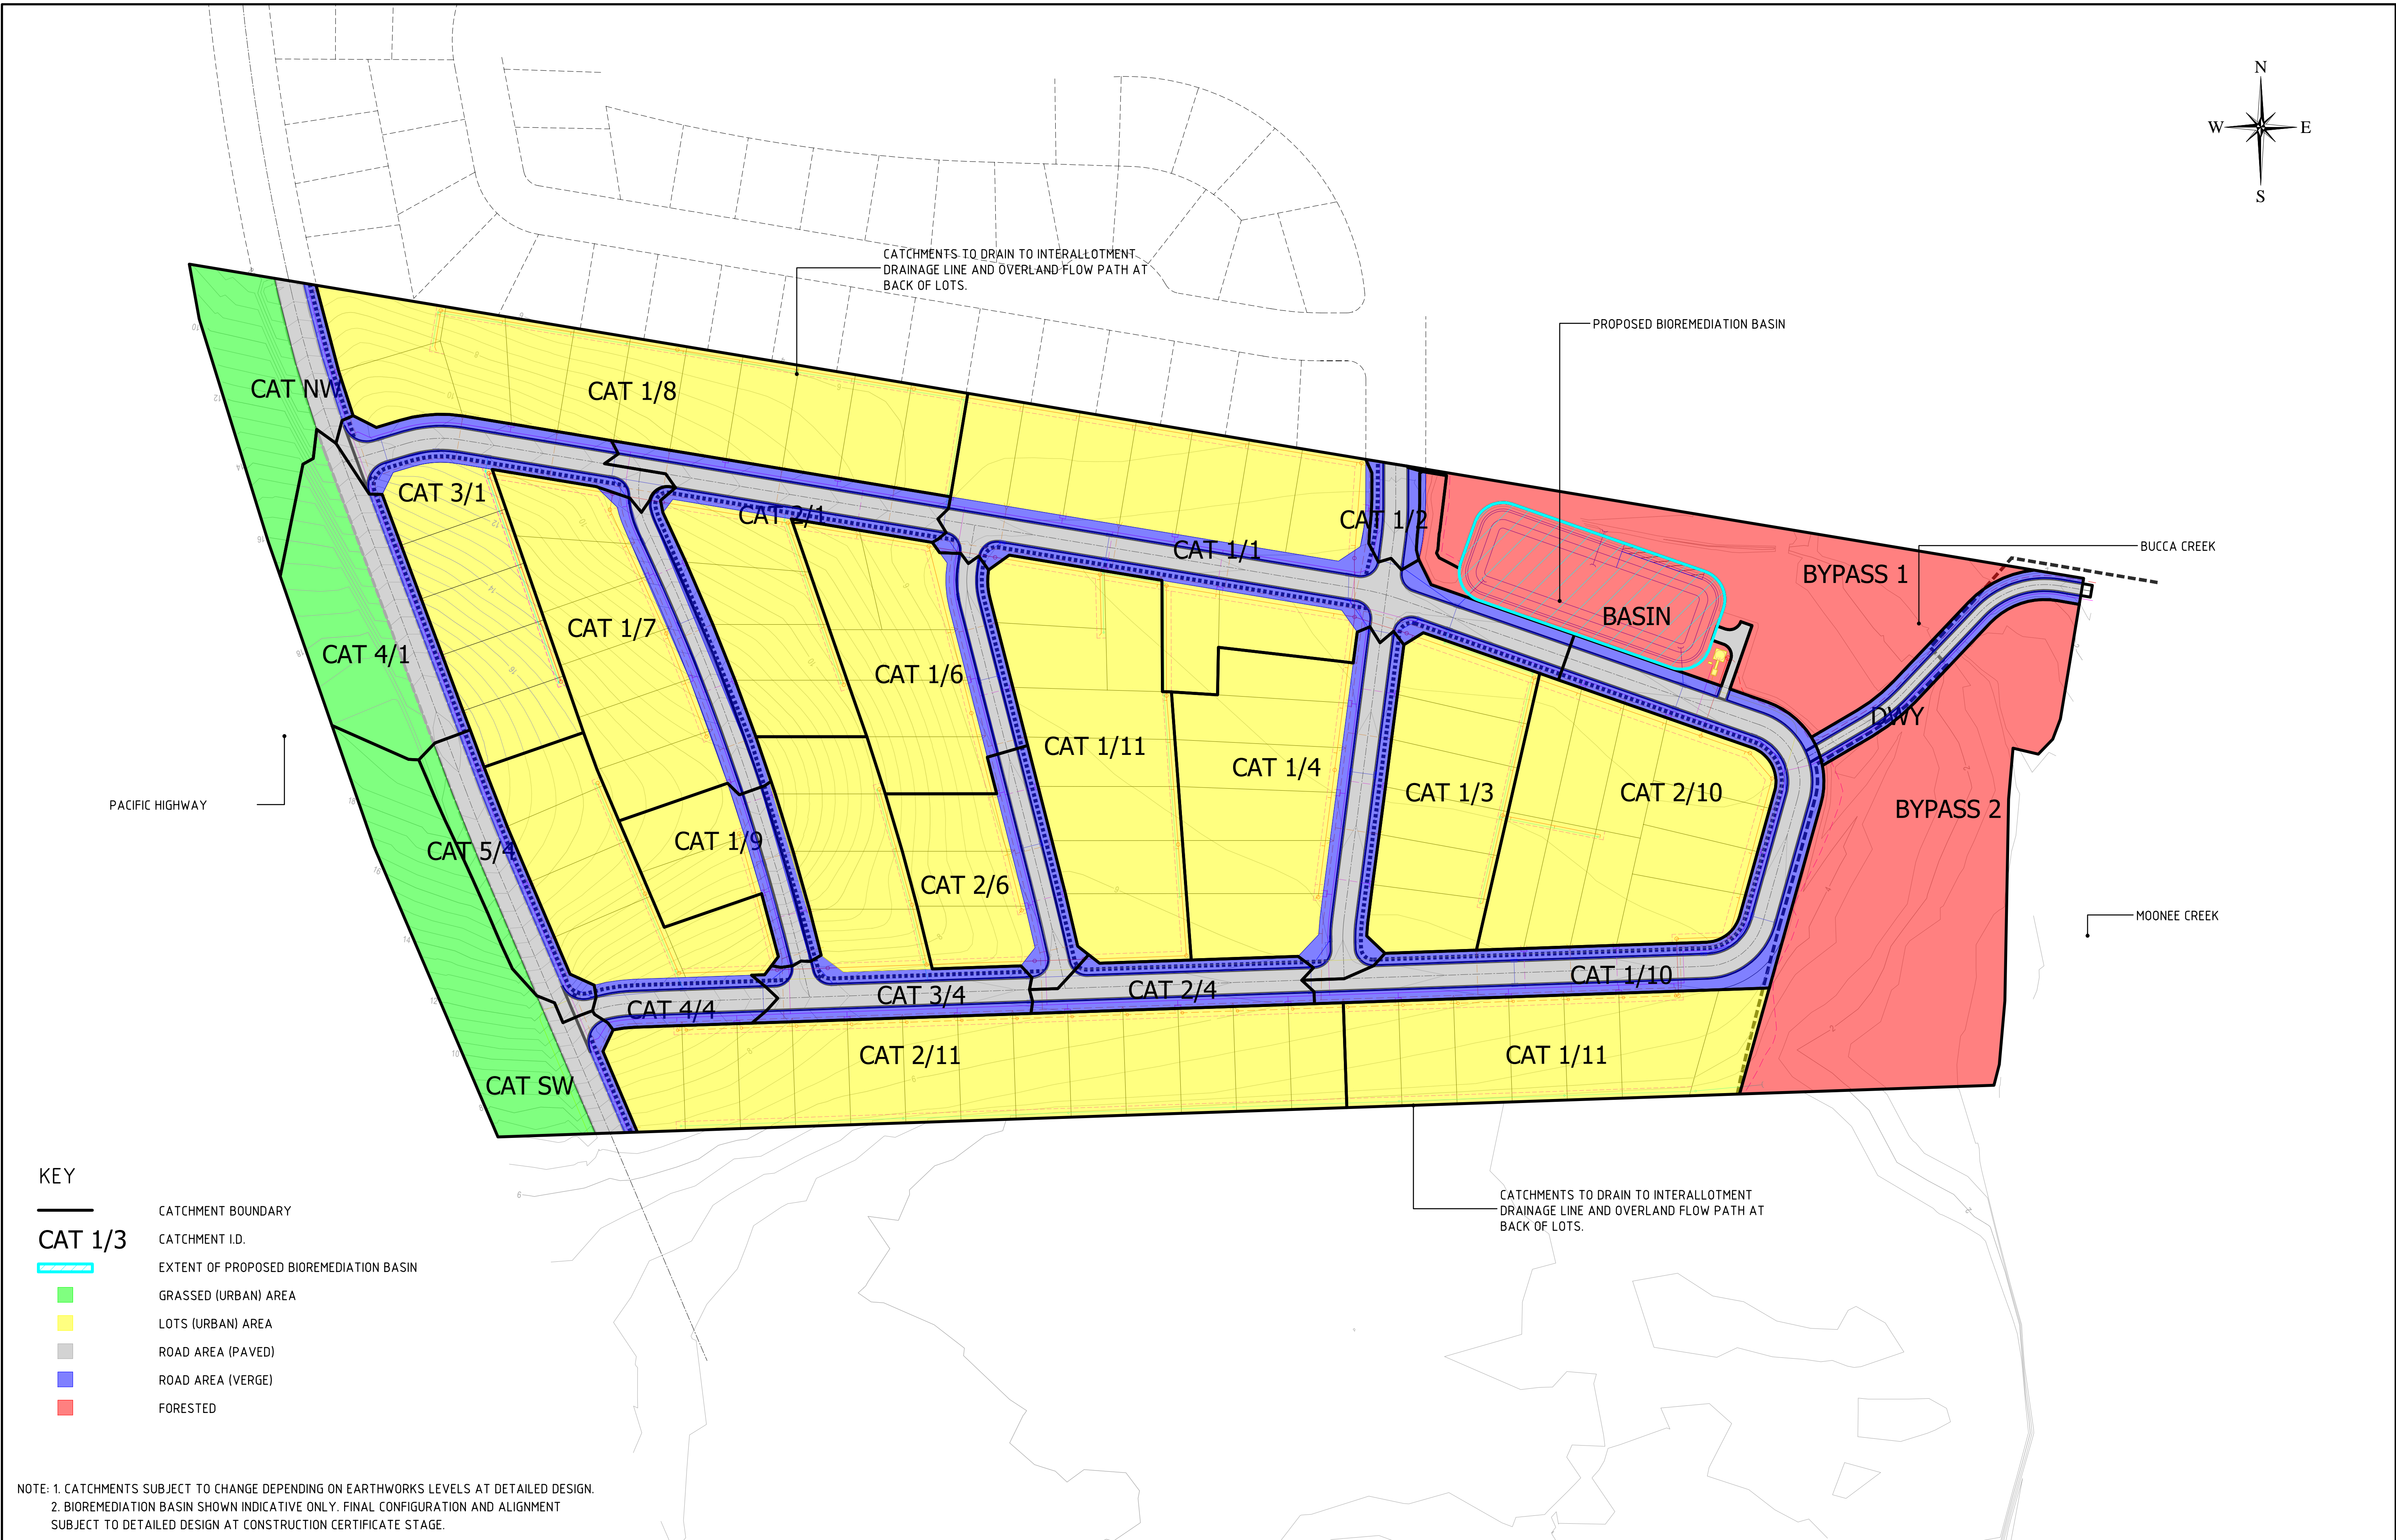 N
W E
S
CATCHMENTS TO DRAIN TO INTERALLOTMENT
DRAINAGE LINE AND OVERLAND FLOW PATH AT
BACK OF LOTS.
PROPOSED BIOREMEDIATION BASIN
BUCCA CREEK
CAT NW
CAT 1/8
CAT 3/1
CAT 2/1
CAT 1/1
CAT 1/2
BYPASS 1
BASIN
CAT 1/7
CAT 4/1
CAT 1/6
CAT 1/11
CAT 1/4
CAT 1/3
CAT 2/10
DWY
BYPASS 2
PACIFIC HIGHWAY
CAT 5/4
CAT 1/9
CAT 2/6
MOONEE CREEK
CAT 4/4
CAT 3/4
CAT 2/4
CAT 1/10
CAT 2/11
CAT 1/11
CAT SW
CATCHMENTS TO DRAIN TO INTERALLOTMENT
DRAINAGE LINE AND OVERLAND FLOW PATH AT
BACK OF LOTS.
KEY
CATCHMENT BOUNDARY
CAT 1/3 CATCHMENT I.D.
EXTENT OF PROPOSED BIOREMEDIATION BASIN
GRASSED (URBAN) AREA
LOTS (URBAN) AREA
ROAD AREA (PAVED)
ROAD AREA (VERGE)
FORESTED
NOTE: 1. CATCHMENTS SUBJECT TO CHANGE DEPENDING ON EARTHWORKS LEVELS AT DETAILED DESIGN.
2. BIOREMEDIATION BASIN SHOWN INDICATIVE ONLY. FINAL CONFIGURATION AND ALIGNMENT
SUBJECT TO DETAILED DESIGN AT CONSTRUCTION CERTIFICATE STAGE.